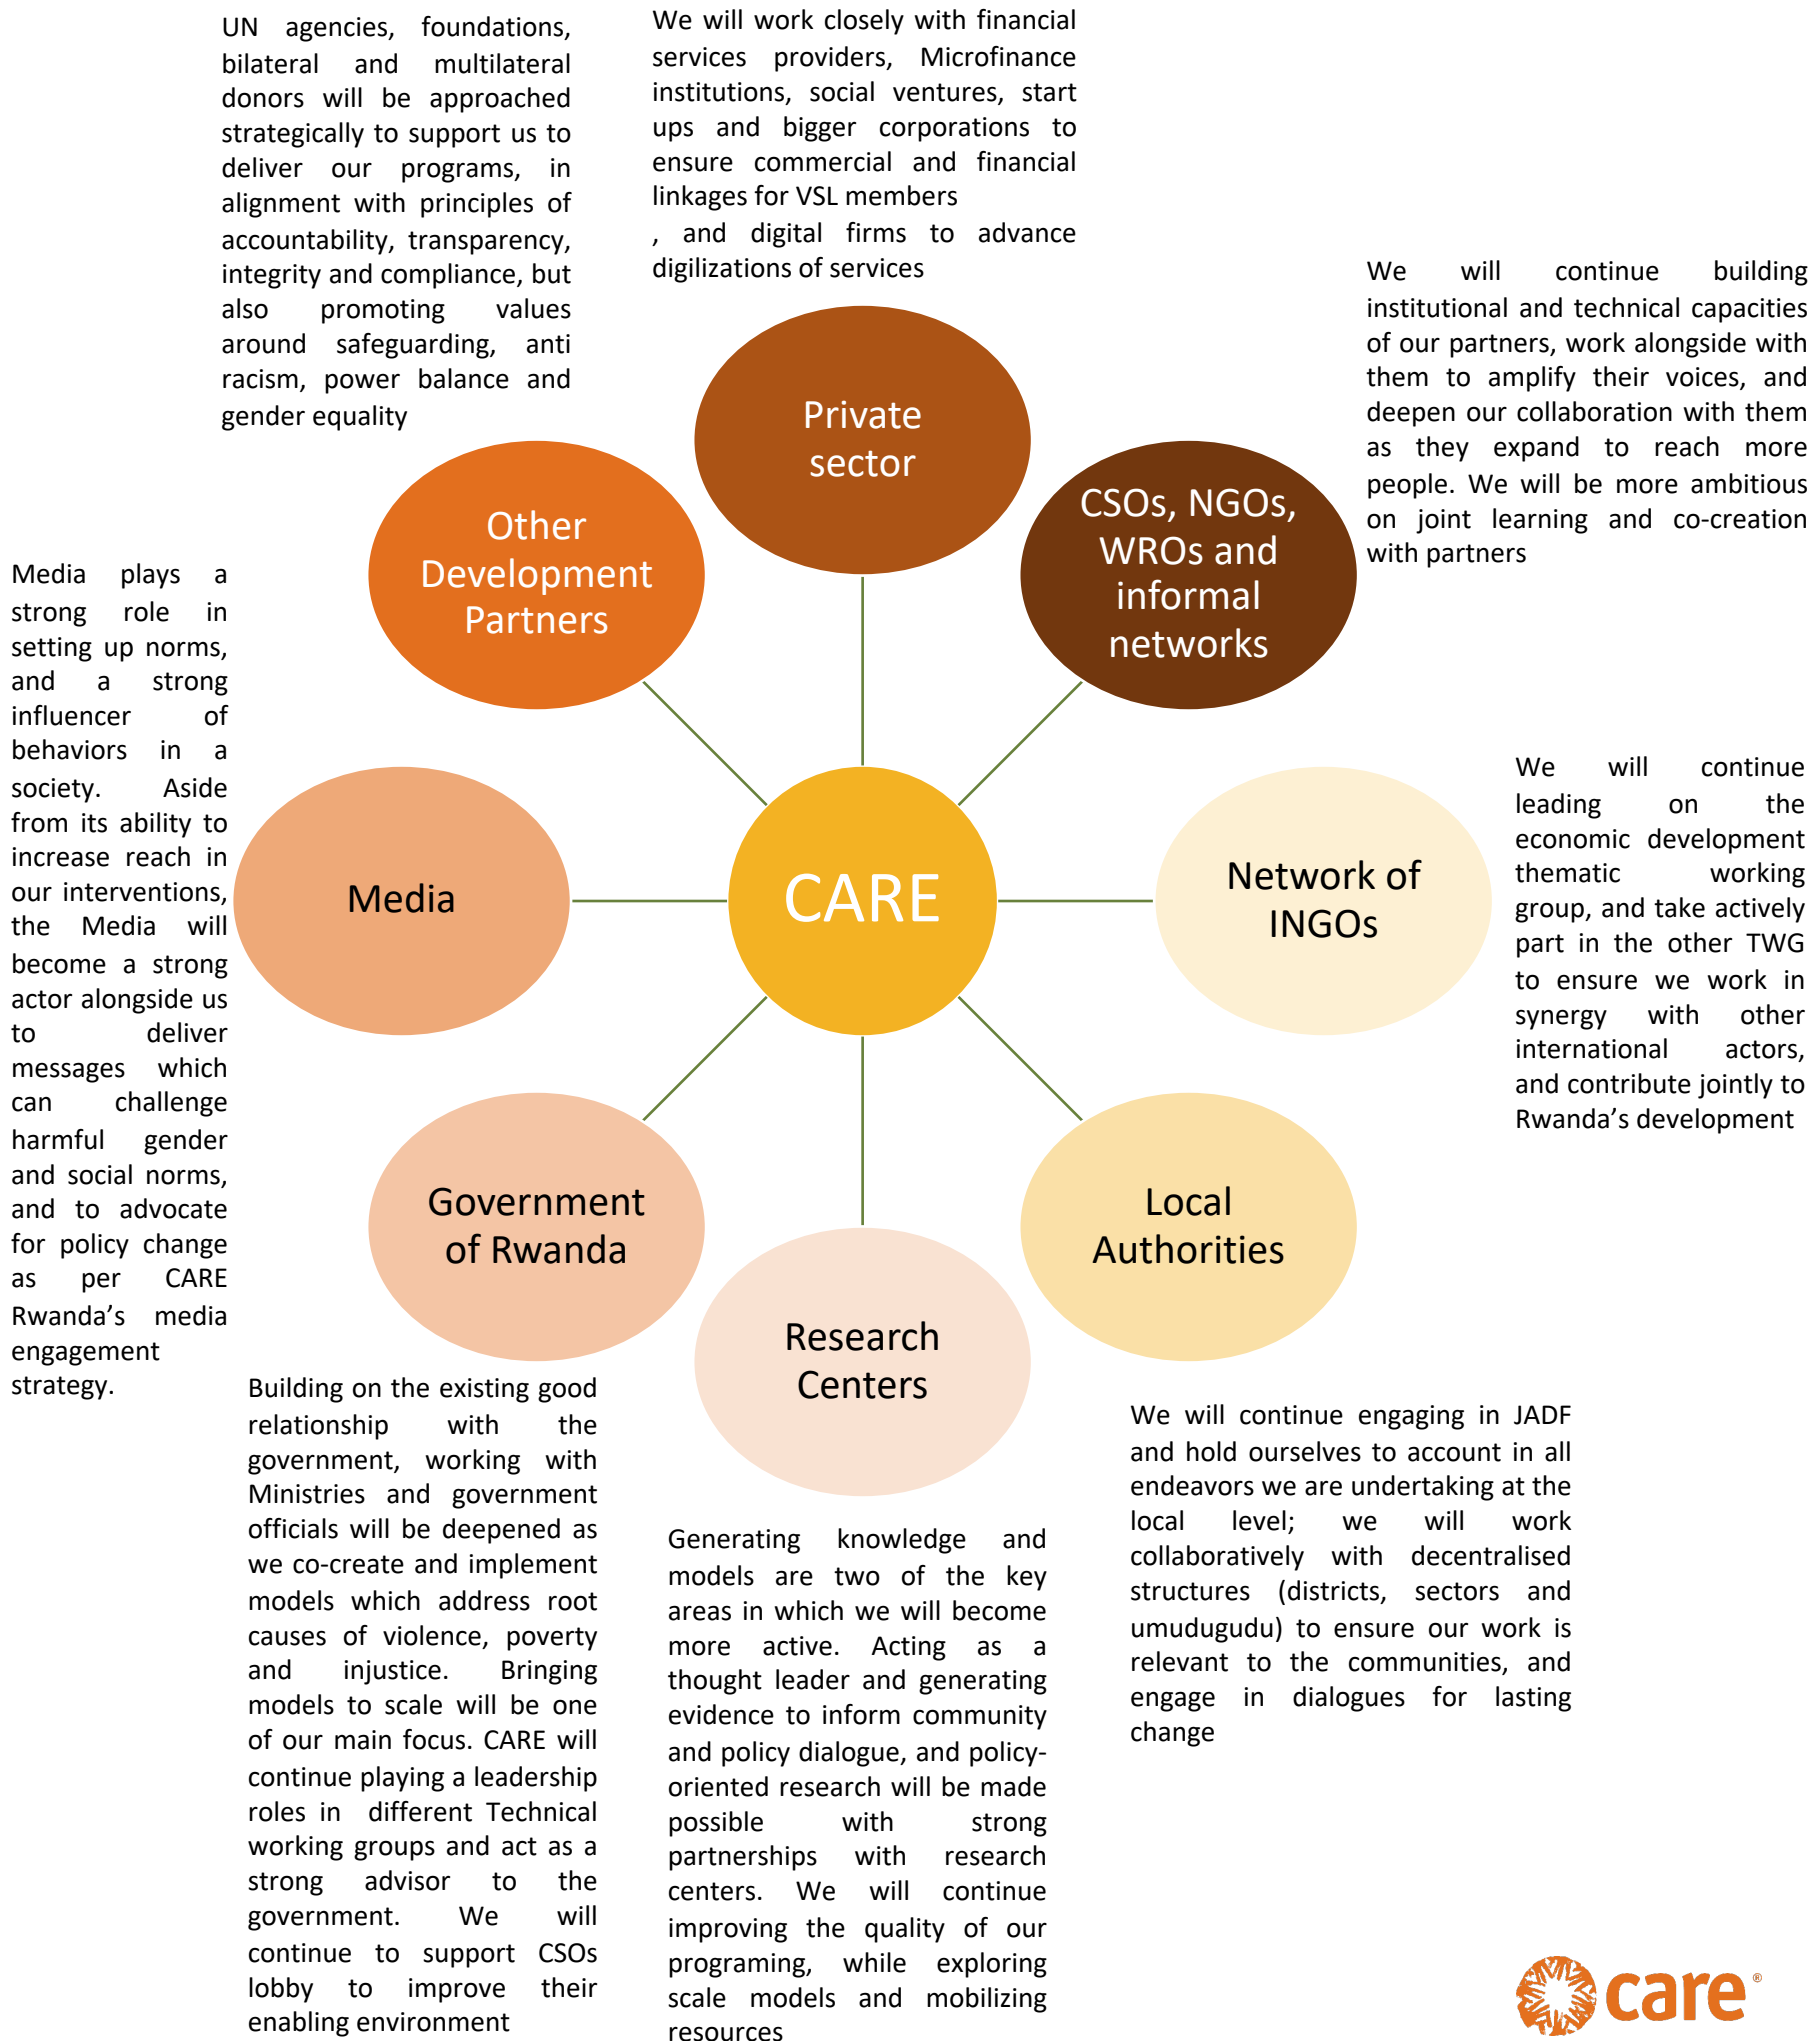 UN agencies, foundations,
bilateral and multilateral
donors will be approached
strategically to support us to
deliver our programs, in
alignment with principles of
accountability, transparency,
integrity and compliance, but
also promoting values
around safeguarding, anti
racism, power balance and
gender equality
We will work closely with financial
services providers, Microfinance
institutions, social ventures, start
ups and bigger corporations to
ensure commercial and financial
linkages for VSL members
, and digital firms to advance
digilizations of services
We will continue building
institutional and technical capacities
of our partners, work alongside with
them to amplify their voices, and
deepen our collaboration with them
as they expand to reach more
people. We will be more ambitious
on joint learning and co-creation
with partners
Private
sector
Other
Development
Partners
CSOs, NGOs,
WROs and
informal
networks
Media plays a
strong role in
setting up norms,
and a strong
influencer of
behaviors in a
society. Aside
from its ability to
increase reach in
our interventions,
the Media will
become a strong
actor alongside us
to deliver
messages which
can challenge
harmful gender
and social norms,
and to advocate
for policy change
as per CARE
Rwanda’s media
engagement
strategy.
Media
CARE
Network of
INGOs
We will continue
leading on the
economic development
thematic working
group, and take actively
part in the other TWG
to ensure we work in
synergy with other
international actors,
and contribute jointly to
Rwanda’s development
Government
of Rwanda
Research
Centers
Local
Authorities
Building on the existing good
relationship with the
government, working with
Ministries and government
officials will be deepened as
we co-create and implement
models which address root
causes of violence, poverty
and injustice. Bringing
models to scale will be one
of our main focus. CARE will
continue playing a leadership
roles in different Technical
working groups and act as a
strong advisor to the
government. We will
continue to support CSOs
lobby to improve their
enabling environment
Generating knowledge and
models are two of the key
areas in which we will become
more active. Acting as a
thought leader and generating
evidence to inform community
and policy dialogue, and policy-
oriented research will be made
possible with strong
partnerships with research
centers. We will continue
improving the quality of our
programing, while exploring
scale models and mobilizing
resources
We will continue engaging in JADF
and hold ourselves to account in all
endeavors we are undertaking at the
local level; we will work
collaboratively with decentralised
structures (districts, sectors and
umudugudu) to ensure our work is
relevant to the communities, and
engage in dialogues for lasting
change
care®